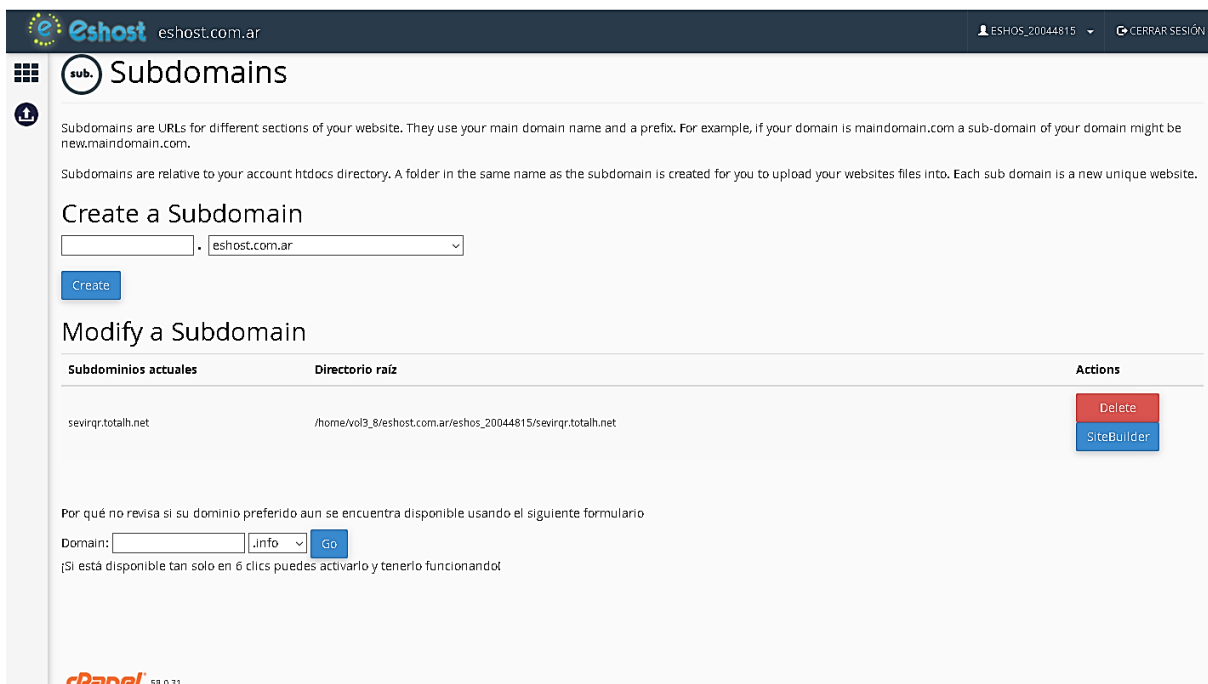 eshost eshost.com.ar ESHOS_20044815 CERRAR SESIÓN
sub. Subdomains
Subdomains are URLs for different sections of your website. They use your main domain name and a prefix. For example, if your domain is maindomain.com a sub-domain of your domain might be
new.maindomain.com.
Subdomains are relative to your account htdocs directory. A folder in the same name as the subdomain is created for you to upload your websites files into. Each sub domain is a new unique website.
Create a Subdomain
. eshost.com.ar
Create
Modify a Subdomain
Subdominios actuales Directorio raíz Actions
Delete
sevirqr.totalh.net /home/vol3_8/eshost.com.ar/eshos_20044815/sevirqr.totalh.net
SiteBuilder
Por qué no revisa si su dominio preferido aun se encuentra disponible usando el siguiente formulario
Domain: .info Go
¡Si está disponible tan solo en 6 clics puedes activarlo y tenerlo funcionando!
cPanel